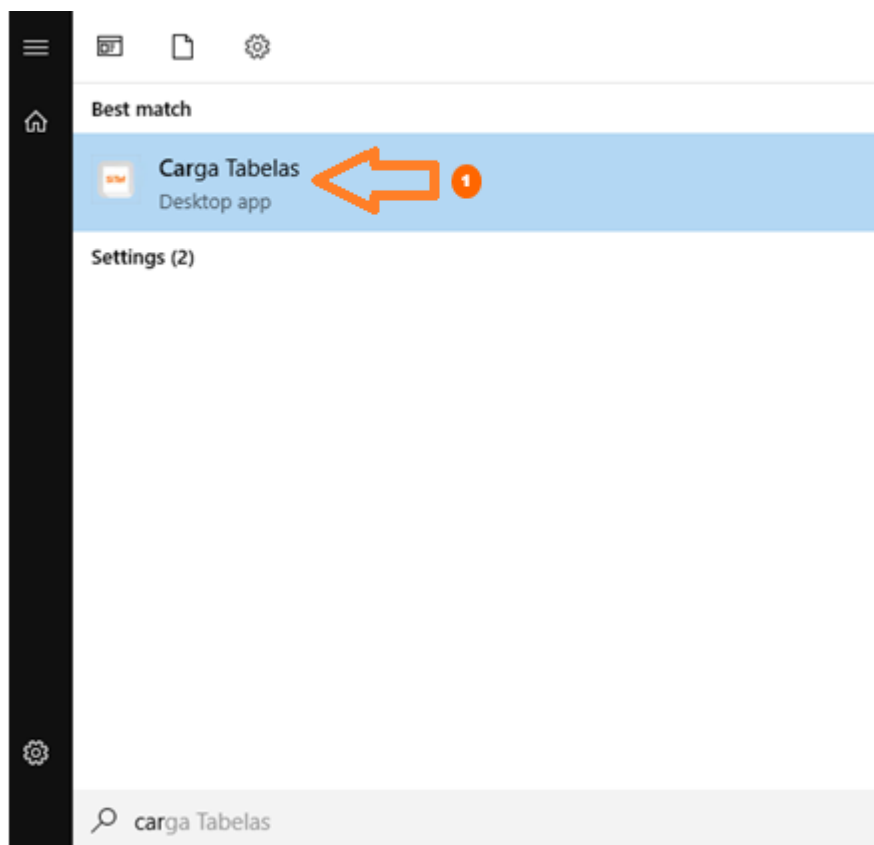 Best match
Carga Tabelas
1
Desktop app
Settings (2)
carga Tabelas